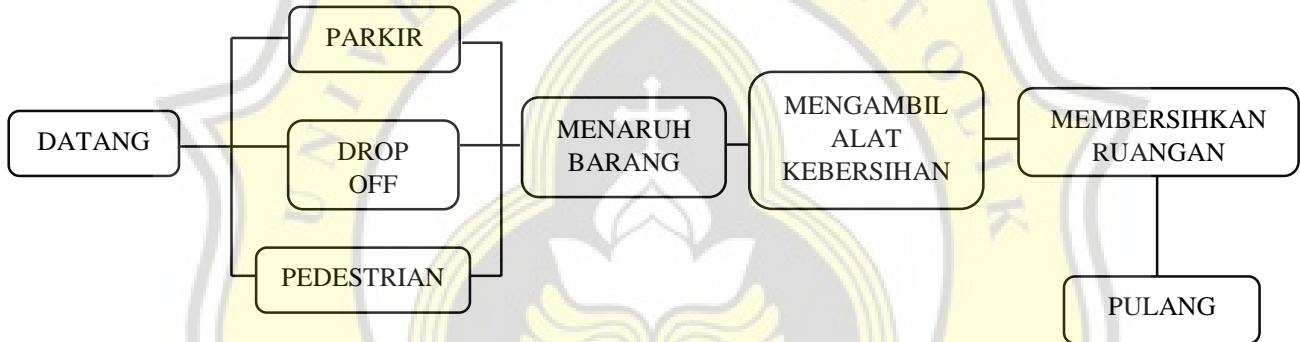 PARKIR
DATANG
DROP
OFF
PEDESTRIAN
MENARUH
BARANG
MENGAMBIL
ALAT
KEBERSIHAN
MEMBERSIHKAN
RUANGAN
PULANG